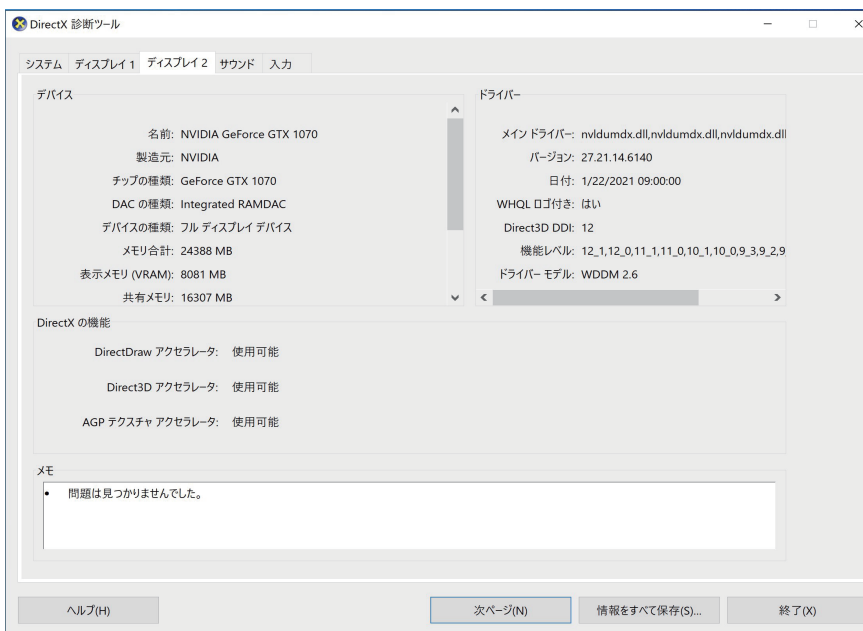 DirectX 診断ツール
システム ディスプレイ 1 ディスプレイ 2 サウンド 入力
デバイス
名前: NVIDIA GeForce GTX 1070
製造元: NVIDIA
チップの種類: GeForce GTX 1070
DAC の種類: Integrated RAMDAC
デバイスの種類: フル ディスプレイ デバイス
メモリ合計: 24388 MB
表示メモリ (VRAM): 8081 MB
共有メモリ: 16307 MB
ドライバー
メイン ドライバー: nvldumdx.dll,nvldumdx.dll,nvldumdx.dll
バージョン: 27.21.14.6140
日付: 1/22/2021 09:00:00
WHQL ロゴ付き: はい
Direct3D DDI: 12
機能レベル: 12_1,12_0,11_1,11_0,10_1,10_0,9_3,9_2,9
ドライバー モデル: WDDM 2.6
DirectX の機能
DirectDraw アクセラレータ: 使用可能
Direct3D アクセラレータ: 使用可能
AGP テクスチャ アクセラレータ: 使用可能
メモ
• 問題は見つかりませんでした。
ヘルプ(H) 次ページ(N) 情報をすべて保存(S)... 終了(X)